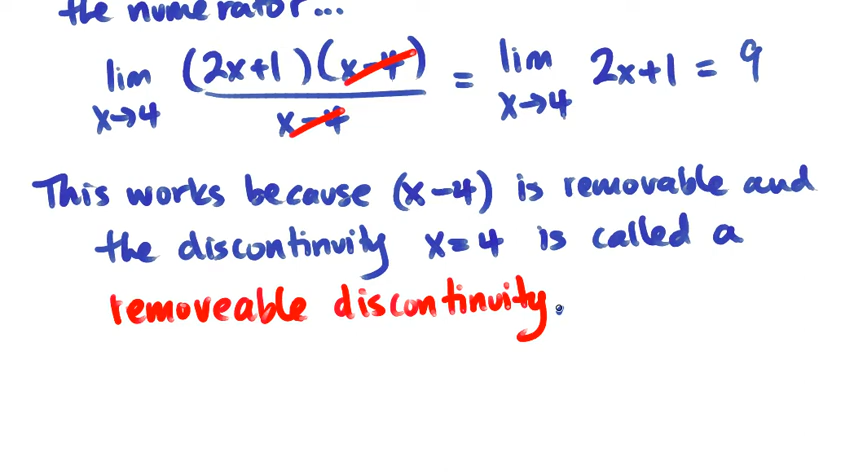 the numerator...
lim x→4 (2x+1)(x-4) / x-4 = lim x→4 2x+1 = 9
This works because (x-4) is removable and
the discontinuity x=4 is called a
removeable discontinuity.